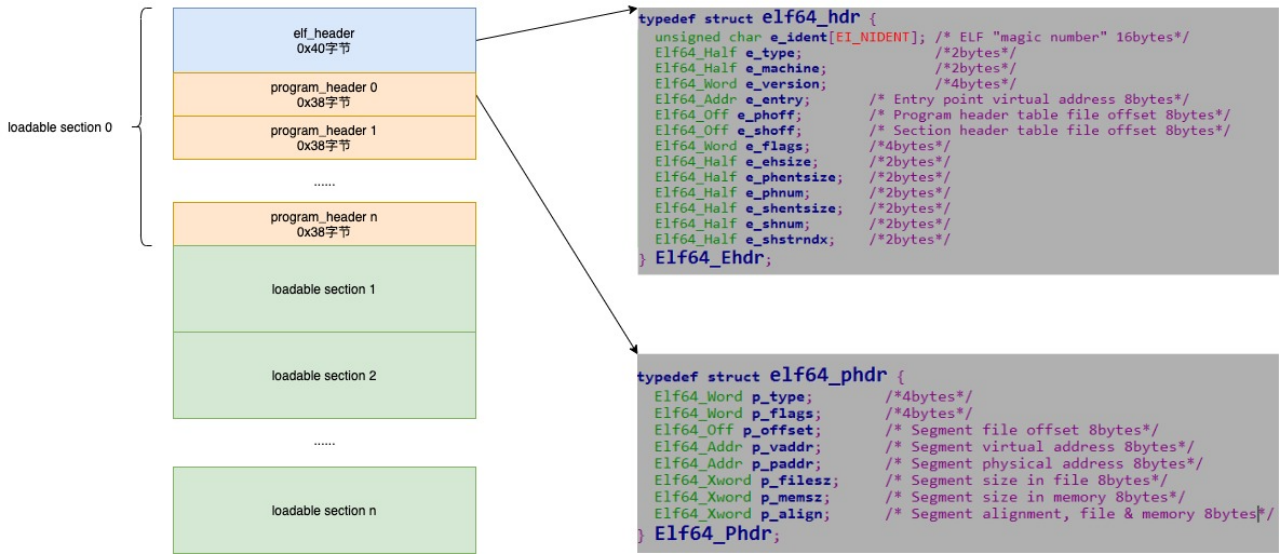 elf_header
0x40字节
program_header 0
0x38字节
loadable section 0
program_header 1
0x38字节
......
program_header n
0x38字节
loadable section 1
loadable section 2
......
loadable section n
typedef struct elf64_hdr {
unsigned char e_ident[EI_NIDENT]; /* ELF "magic number" 16bytes*/
Elf64_Half e_type; /*2bytes*/
Elf64_Half e_machine; /*2bytes*/
Elf64_Word e_version; /*4bytes*/
Elf64_Addr e_entry; /* Entry point virtual address 8bytes*/
Elf64_Off e_phoff; /* Program header table file offset 8bytes*/
Elf64_Off e_shoff; /* Section header table file offset 8bytes*/
Elf64_Word e_flags; /*4bytes*/
Elf64_Half e_ehsize; /*2bytes*/
Elf64_Half e_phentsize; /*2bytes*/
Elf64_Half e_phnum; /*2bytes*/
Elf64_Half e_shentsize; /*2bytes*/
Elf64_Half e_shnum; /*2bytes*/
Elf64_Half e_shstrndx; /*2bytes*/
} Elf64_Ehdr;
typedef struct elf64_phdr {
Elf64_Word p_type; /*4bytes*/
Elf64_Word p_flags; /*4bytes*/
Elf64_Off p_offset; /* Segment file offset 8bytes*/
Elf64_Addr p_vaddr; /* Segment virtual address 8bytes*/
Elf64_Addr p_paddr; /* Segment physical address 8bytes*/
Elf64_Xword p_filesz; /* Segment size in file 8bytes*/
Elf64_Xword p_memsz; /* Segment size in memory 8bytes*/
Elf64_Xword p_align; /* Segment alignment, file & memory 8bytes*/
} Elf64_Phdr;